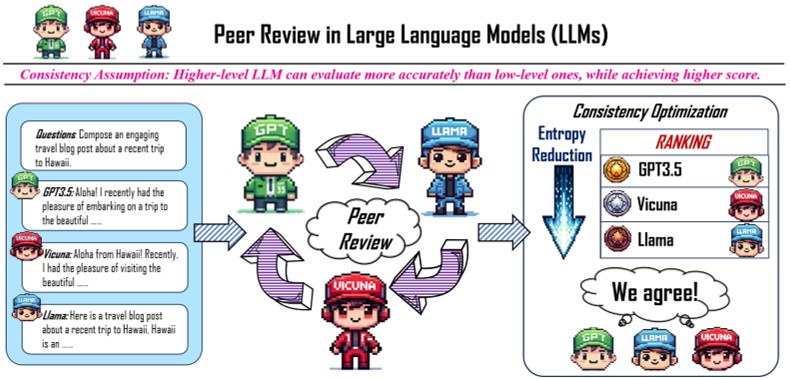 GPT VICUNA LLAMA
Peer Review in Large Language Models (LLMs)
Consistency Assumption: Higher-level LLM can evaluate more accurately than low-level ones, while achieving higher score.
Questions: Compose an engaging
travel blog post about a recent trip
to Hawaii.
GPT
GPT3.5: Aloha! I recently had the
pleasure of embarking on a trip to
the beautiful ......
VICUNA
Vicuna: Aloha from Hawaii! Recently,
I had the pleasure of visiting the
beautiful ......
LLAMA
Llama: Here is a travel blog post
about a recent trip to Hawaii, Hawaii
is an ......
GPT
LLAMA
Peer
Review
VICUNA
Consistency Optimization
Entropy
Reduction
RANKING
GPT3.5 GPT
Vicuna VICUNA
Llama LLAMA
We agree!
GPT LLAMA VICUNA